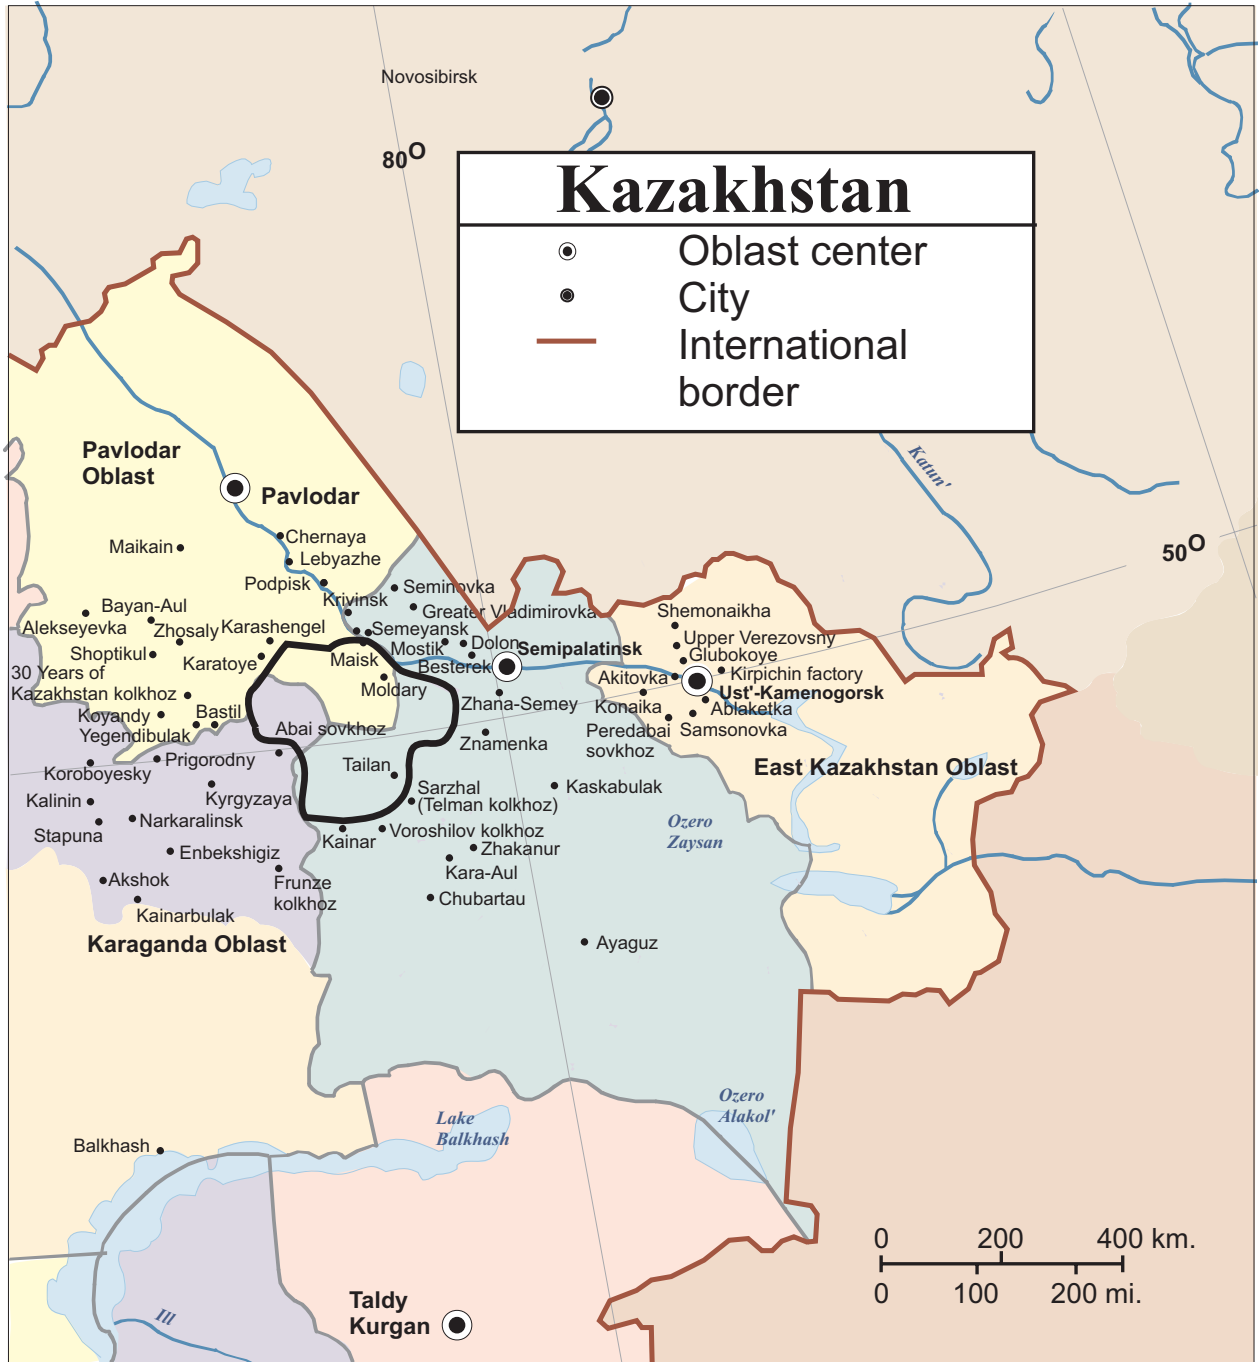 Novosibirsk
80O
Kazakhstan
Oblast center
City
International
border
Katun'
50O
Pavlodar
Oblast
Pavlodar
Chernaya
Maikain
Lebyazhe
Podpisk
Seminovka
Krivinsk
Greater Vladimirovka
Shemonaikha
Bayan-Aul
Alekseyevka
Zhosaly
Karashengel
Semeyansk
Upper Verezovsny
Mostik
Dolon
Semipalatinsk
Glubokoye
Shoptikul
Karatoye
Maisk
Besterek
Kirpichin factory
30 Years of
Kazakhstan kolkhoz
Akitovka
Moldary
Ust'-Kamenogorsk
Zhana-Semey
Konaika
Ablaketka
Koyandy
Bastil
Abai sovkhoz
Peredabai
sovkhoz
Samsonovka
Yegendibulak
Znamenka
Prigorodny
Tailan
East Kazakhstan Oblast
Koroboyesky
Kaskabulak
Sarzhal
(Telman kolkhoz)
Kalinin
Kyrgyzaya
Narkaralinsk
Ozero
Zaysan
Stapuna
Kainar
Voroshilov kolkhoz
Enbekshigiz
Zhakanur
Kara-Aul
Akshok
Frunze
kolkhoz
Chubartau
Kainarbulak
Karaganda Oblast
Ayaguz
Ozero
Alakol'
Lake
Balkhash
Balkhash
0 200 400 km.
0 100 200 mi.
Ill
Taldy
Kurgan